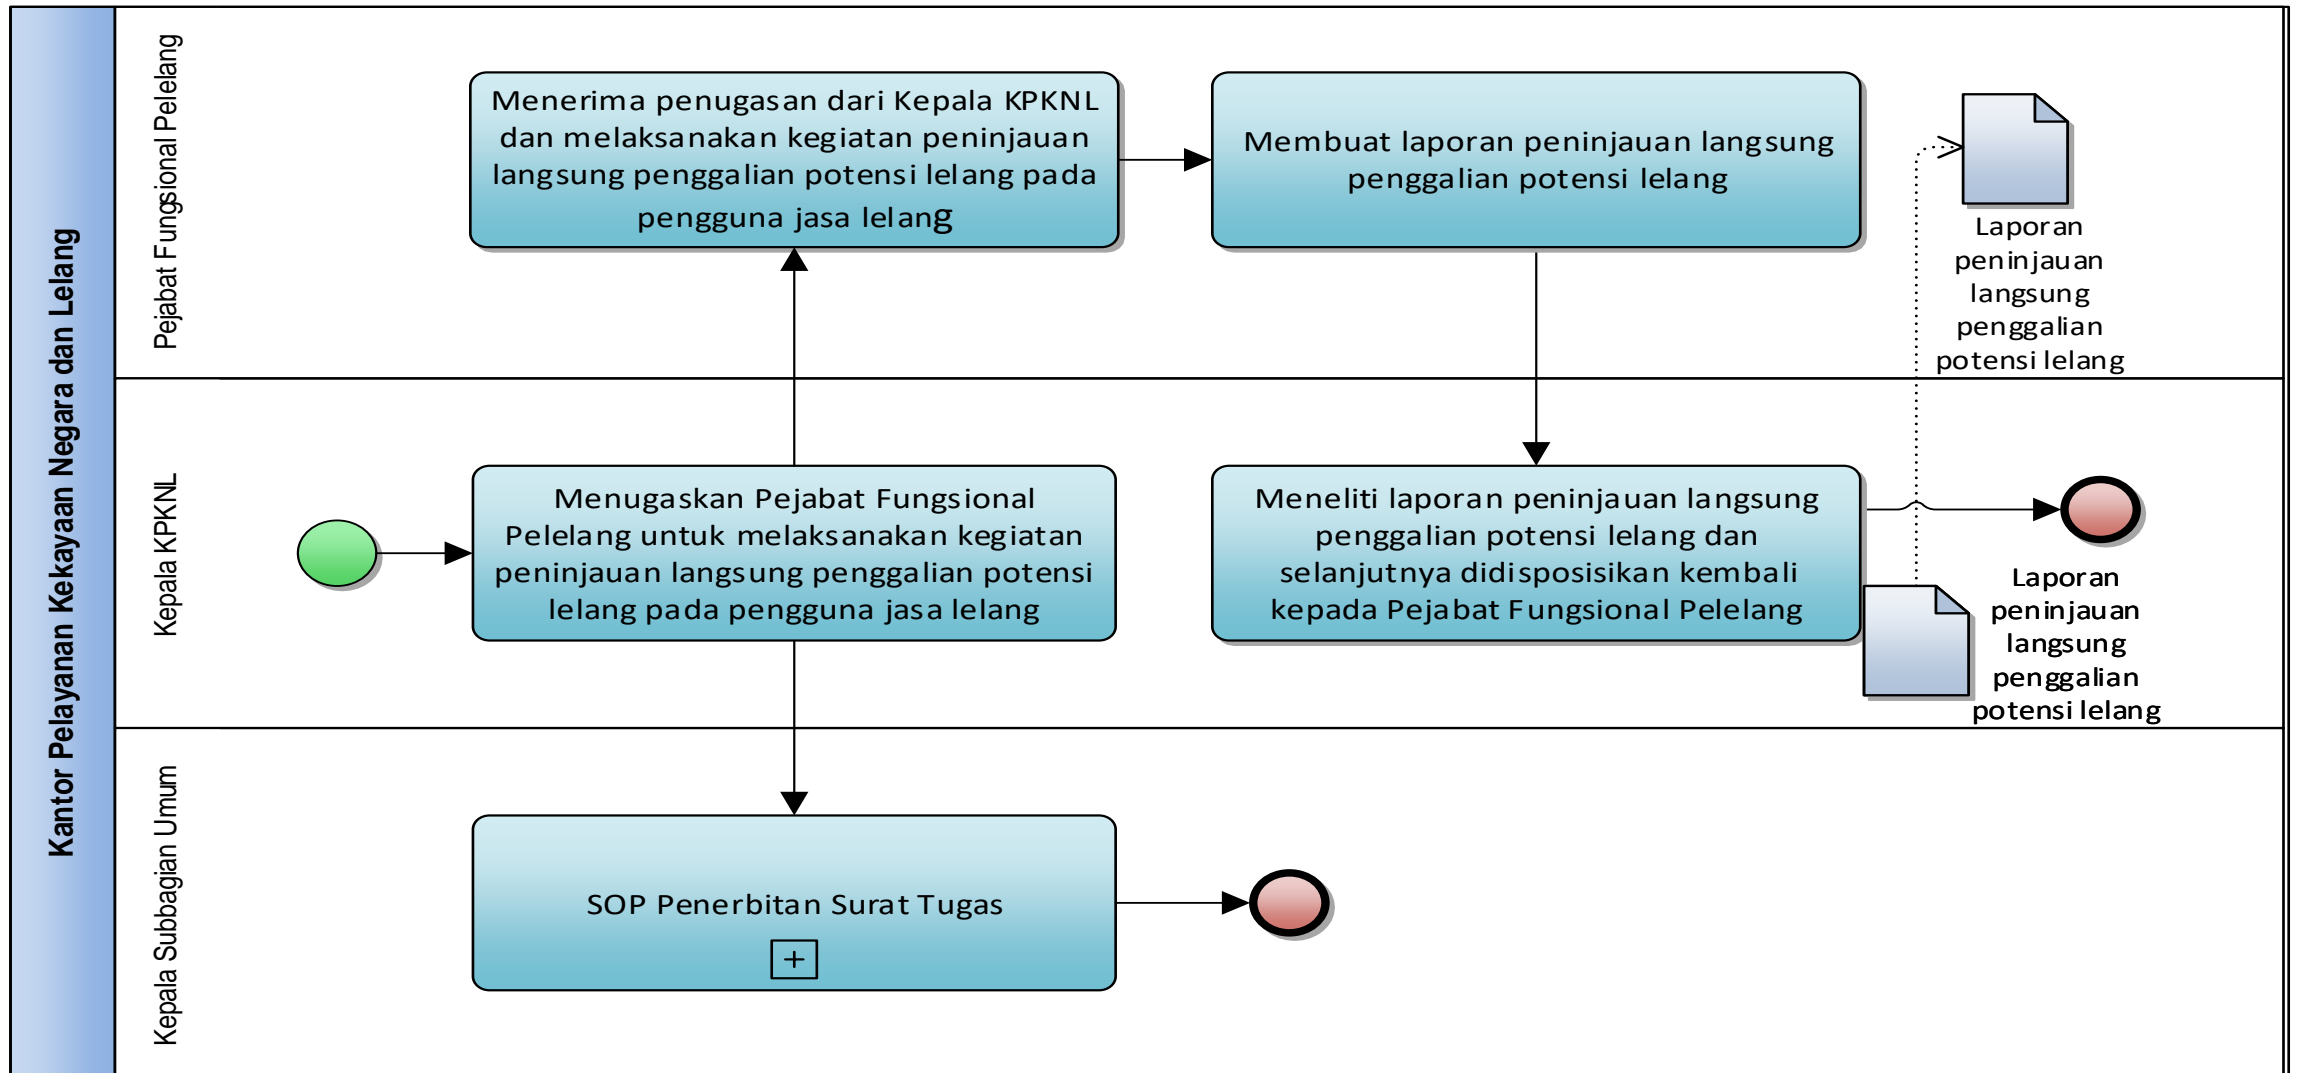 Kantor Pelayanan Kekayaan Negara dan Lelang
Pejabat Fungsional Pelelang
Menerima penugasan dari Kepala KPKNL
dan melaksanakan kegiatan peninjauan
langsung penggalian potensi lelang pada
pengguna jasa lelang
Membuat laporan peninjauan langsung
penggalian potensi lelang
Laporan
peninjauan
langsung
penggalian
potensi lelang
Kepala KPKNL
Menugaskan Pejabat Fungsional
Pelelang untuk melaksanakan kegiatan
peninjauan langsung penggalian potensi
lelang pada pengguna jasa lelang
Meneliti laporan peninjauan langsung
penggalian potensi lelang dan
selanjutnya didisposisikan kembali
kepada Pejabat Fungsional Pelelang
Laporan
peninjauan
langsung
penggalian
potensi lelang
Kepala Subbagian Umum
SOP Penerbitan Surat Tugas